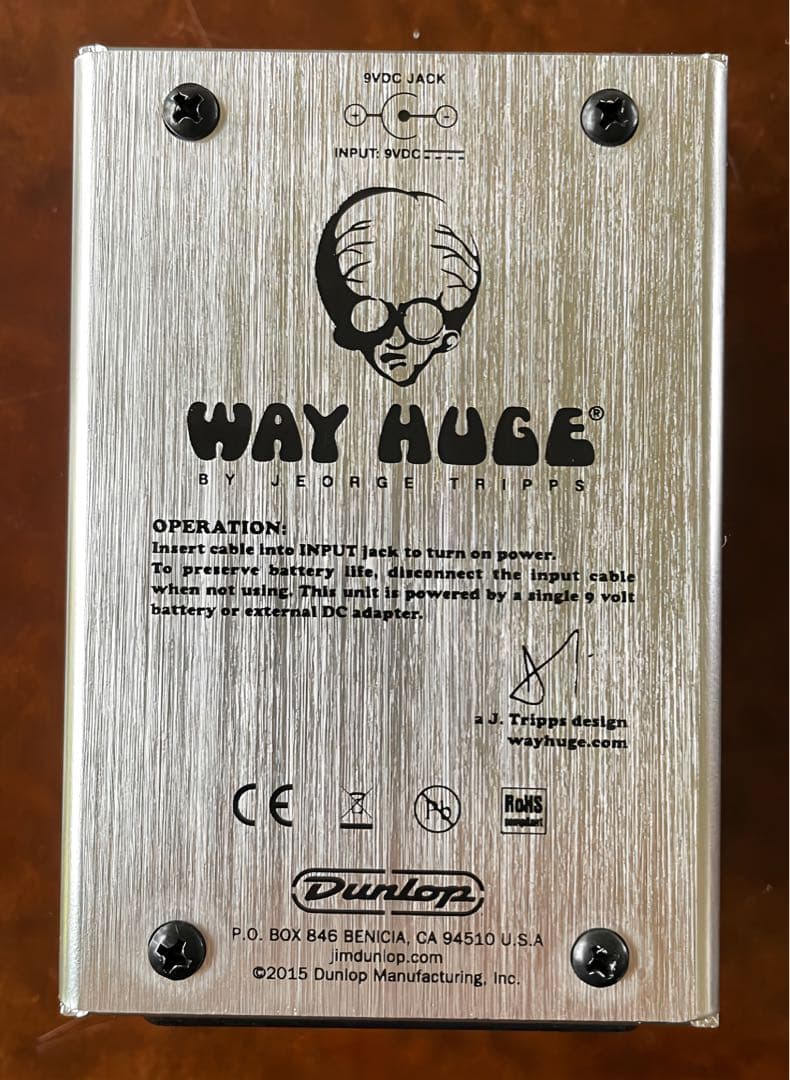 9VDC JACK
+ -
INPUT: 9VDC
WAY HUGE®
BY JEORGE TRIPPS
OPERATION:
Insert cable into INPUT jack to turn on power.
To preserve battery life, disconnect the input cable
when not using. This unit is powered by a single 9 volt
battery or external DC adapter.
a J. Tripps design
wayhuge.com
CE Pb RoHS
compliant
Dunlop
P.O. BOX 846 BENICIA, CA 94510 U.S.A
jimdunlop.com
©2015 Dunlop Manufacturing, Inc.